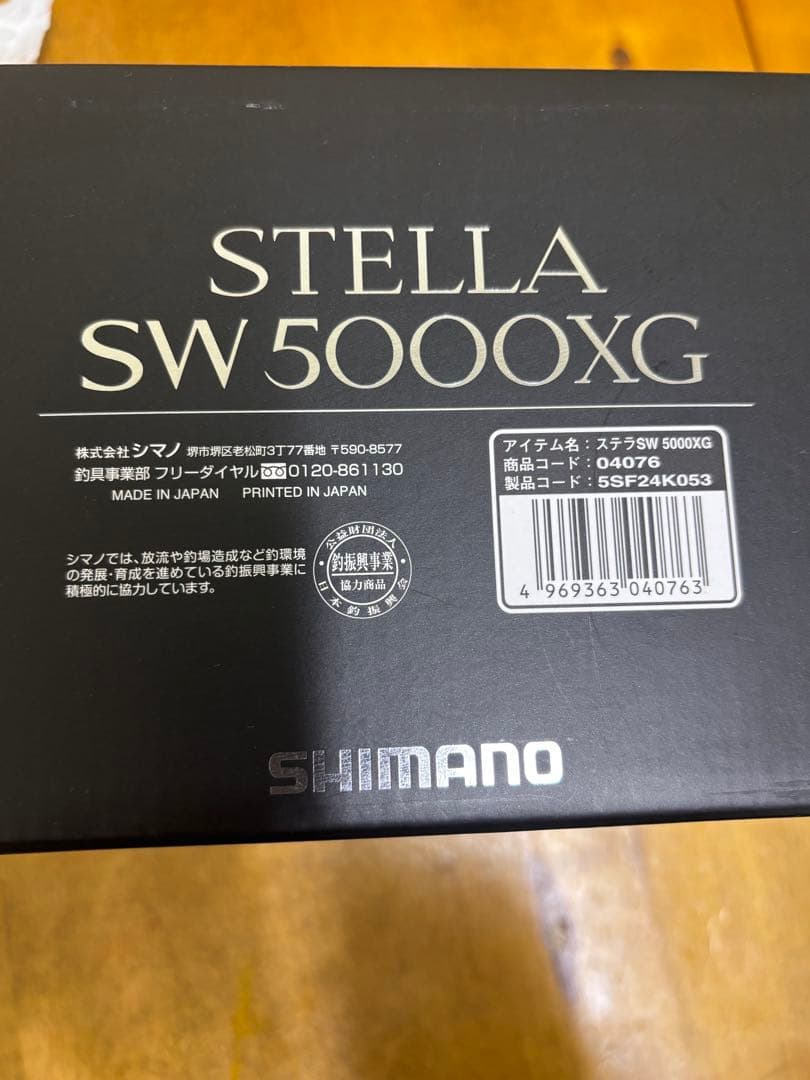 STELLA
SW 5000XG
株式会社 シマノ 堺市堺区老松町3丁77番地 〒590-8577
釣具事業部 フリーダイヤル 0120-861130
MADE IN JAPAN PRINTED IN JAPAN
アイテム名:ステラSW 5000XG
商品コード:04076
製品コード:5SF24K053
4 969363 040763
シマノでは、放流や釣場造成など釣環境
の発展・育成を進めている釣振興事業に
積極的に協力しています。
公益財団法人
釣振興事業
協力商品
日本釣振興会
SHIMANO